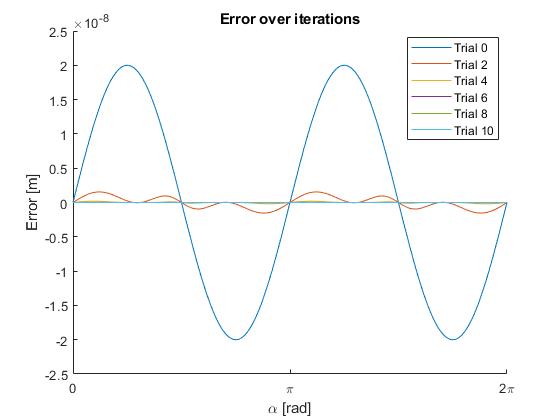 Error over iterations
×10⁻⁸
2.5
2
1.5
1
0.5
0
-0.5
-1
-1.5
-2
-2.5
Error [m]
Trial 0
Trial 2
Trial 4
Trial 6
Trial 8
Trial 10
0 π 2π
α [rad]